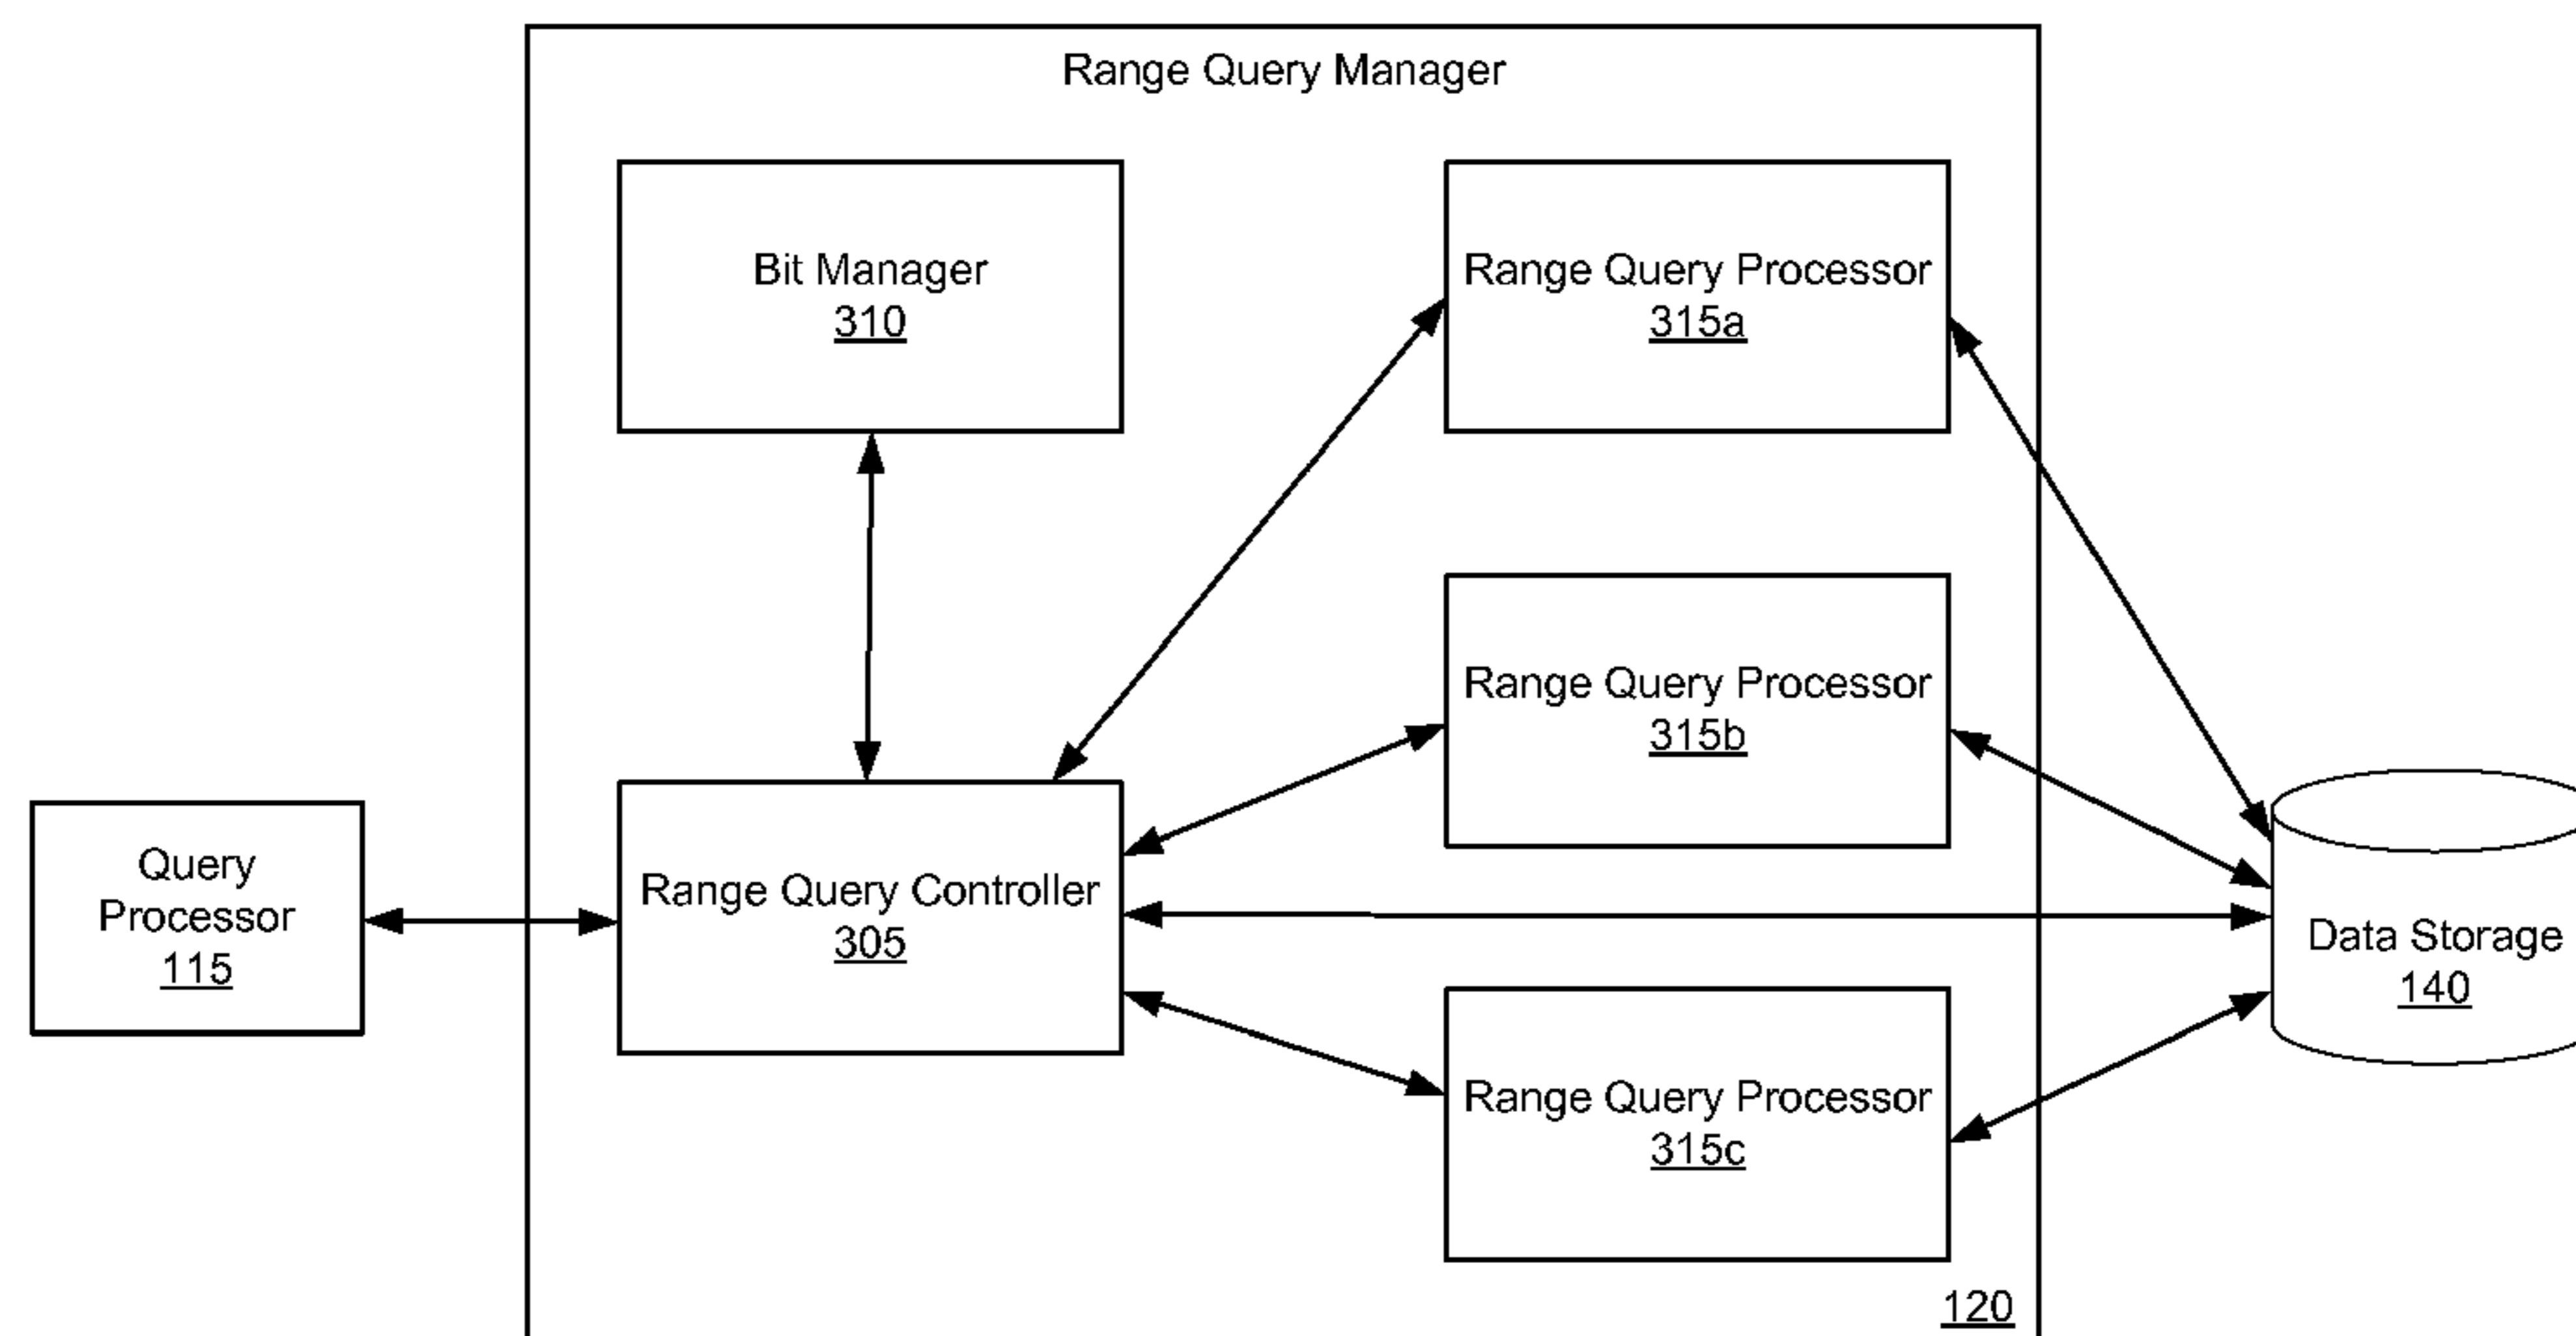 Range Query Manager
Bit Manager
310
Range Query Processor
315a
Range Query Processor
315b
Query
Processor
115
Range Query Controller
305
Data Storage
140
Range Query Processor
315c
120